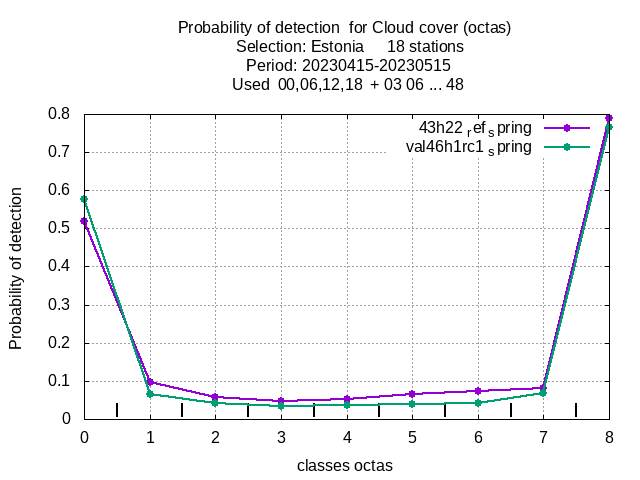 Probability of detection  for Cloud cover (octas)
Selection: Estonia     18 stations
Period: 20230415-20230515
Used  00,06,12,18  + 03 06 ... 48
43h22 ref spring
val46h1rc1 spring
Probability of detection
0.8
0.7
0.6
0.5
0.4
0.3
0.2
0.1
0
0 1 2 3 4 5 6 7 8
classes octas